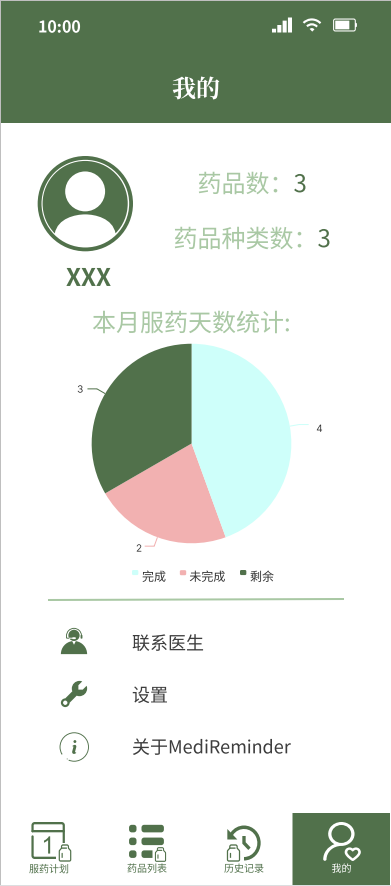 10:00
我的
药品数：3
药品种类数：3
XXX
本月服药天数统计:
3
4
2
完成 未完成 剩余
联系医生
设置
i 关于MediReminder
1
服药计划 药品列表 历史记录 我的